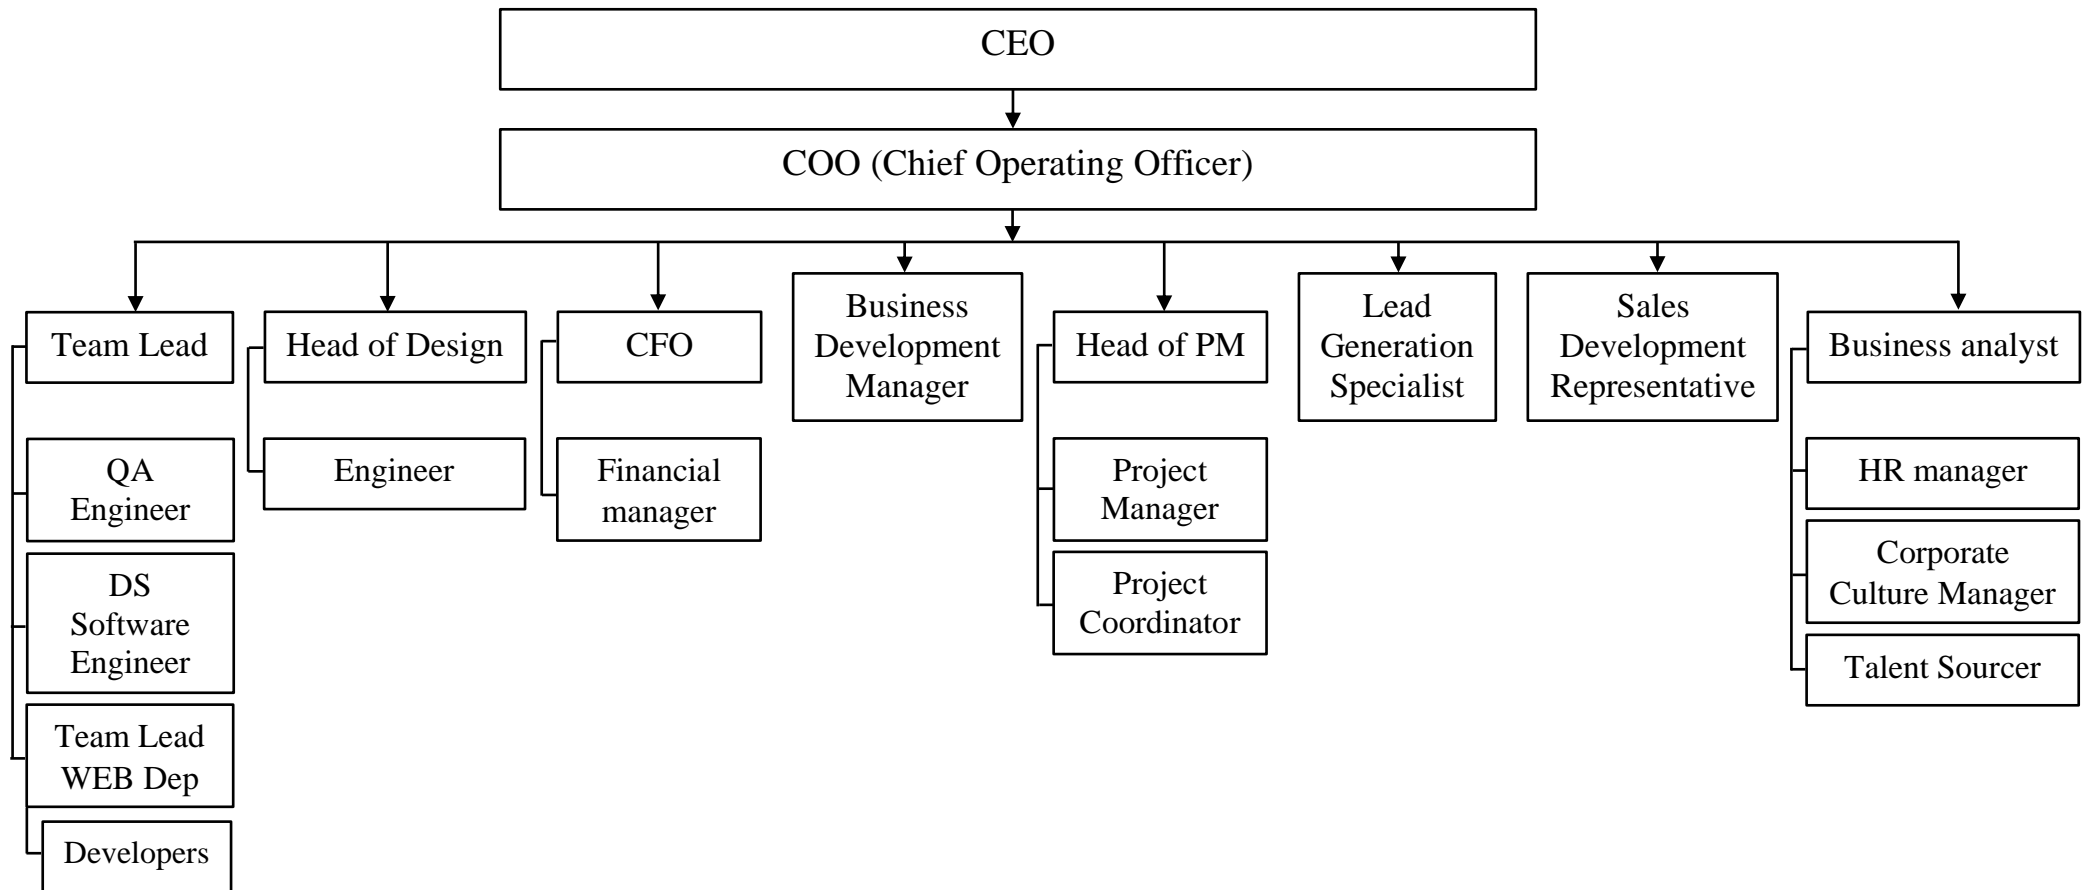 CEO
COO (Chief Operating Officer)
Team Lead
Head of Design
CFO
Business
Development
Manager
Head of PM
Lead
Generation
Specialist
Sales
Development
Representative
Business analyst
QA
Engineer
DS
Software
Engineer
Team Lead
WEB Dep
Developers
Engineer
Financial
manager
Project
Manager
Project
Coordinator
HR manager
Corporate
Culture Manager
Talent Sourcer